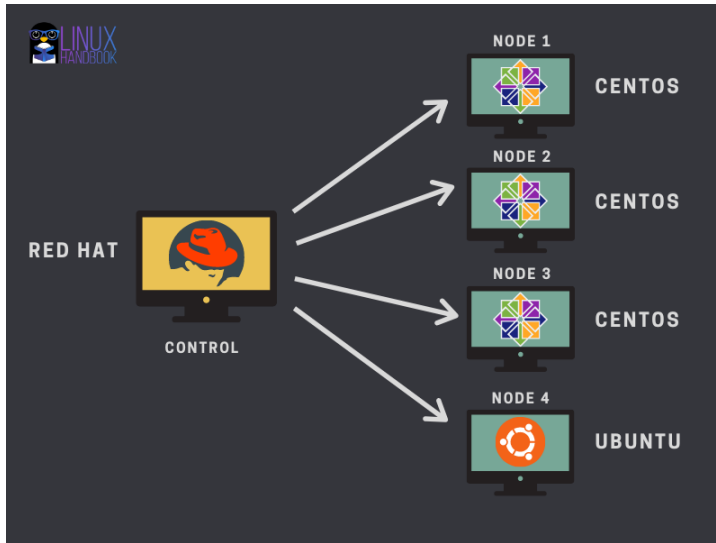 LINUX
HANDBOOK
NODE 1
CENTOS
NODE 2
CENTOS
RED HAT
CONTROL
NODE 3
CENTOS
NODE 4
UBUNTU